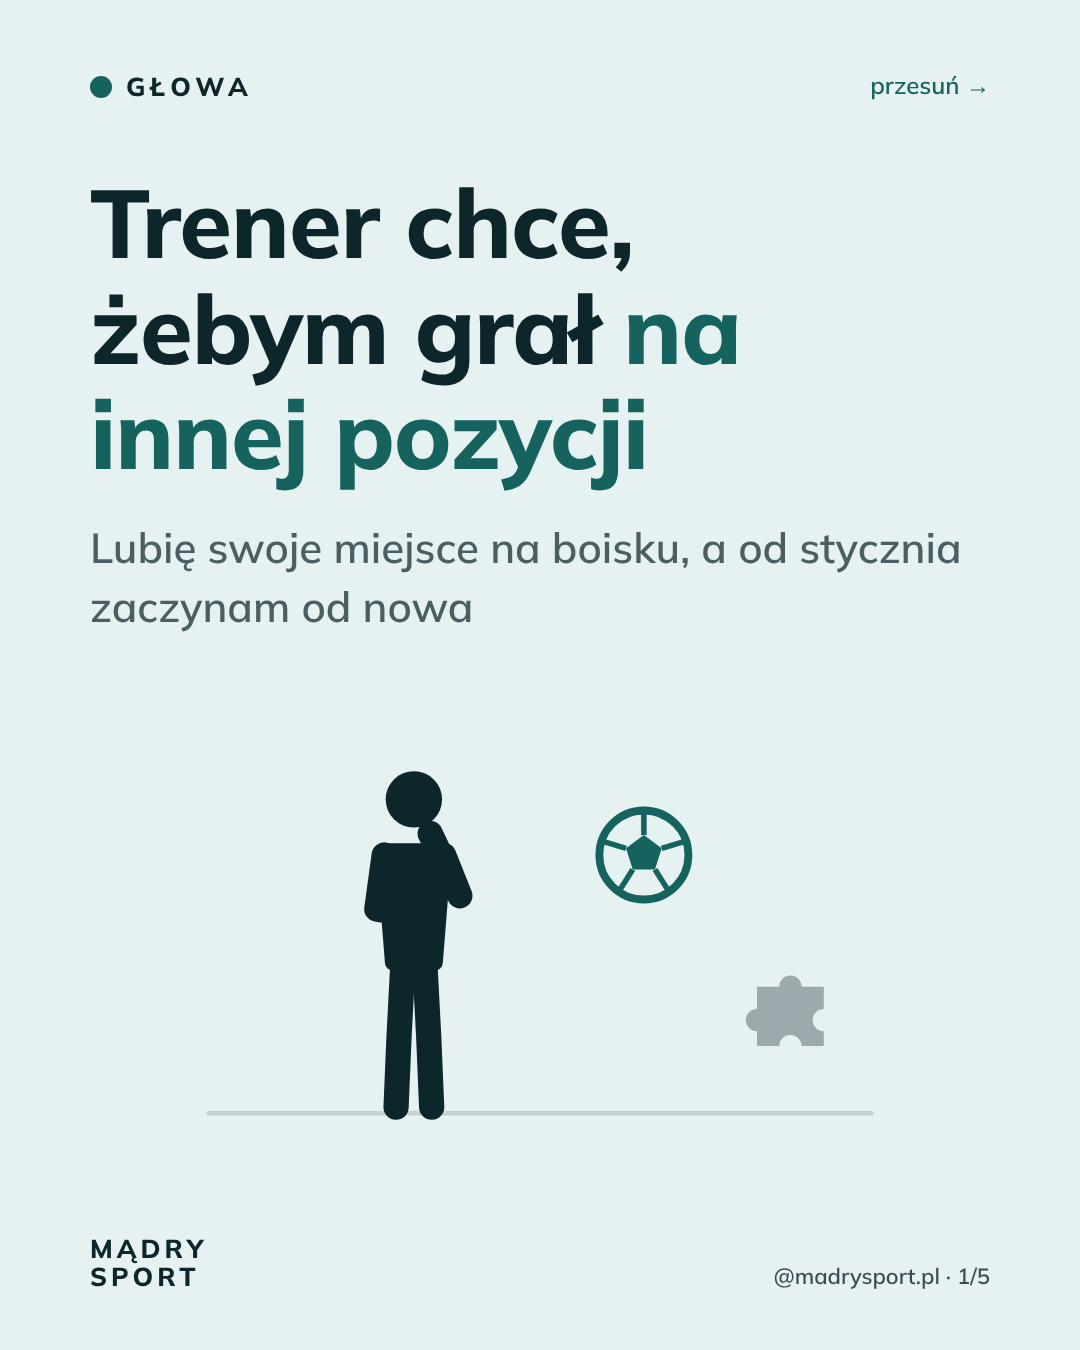 GŁOWA
przesuń →
Trener chce,
żebym grał na
innej pozycji
Lubię swoje miejsce na boisku, a od stycznia
zaczynam od nowa
MĄDRY
SPORT
@madrysport.pl · 1/5